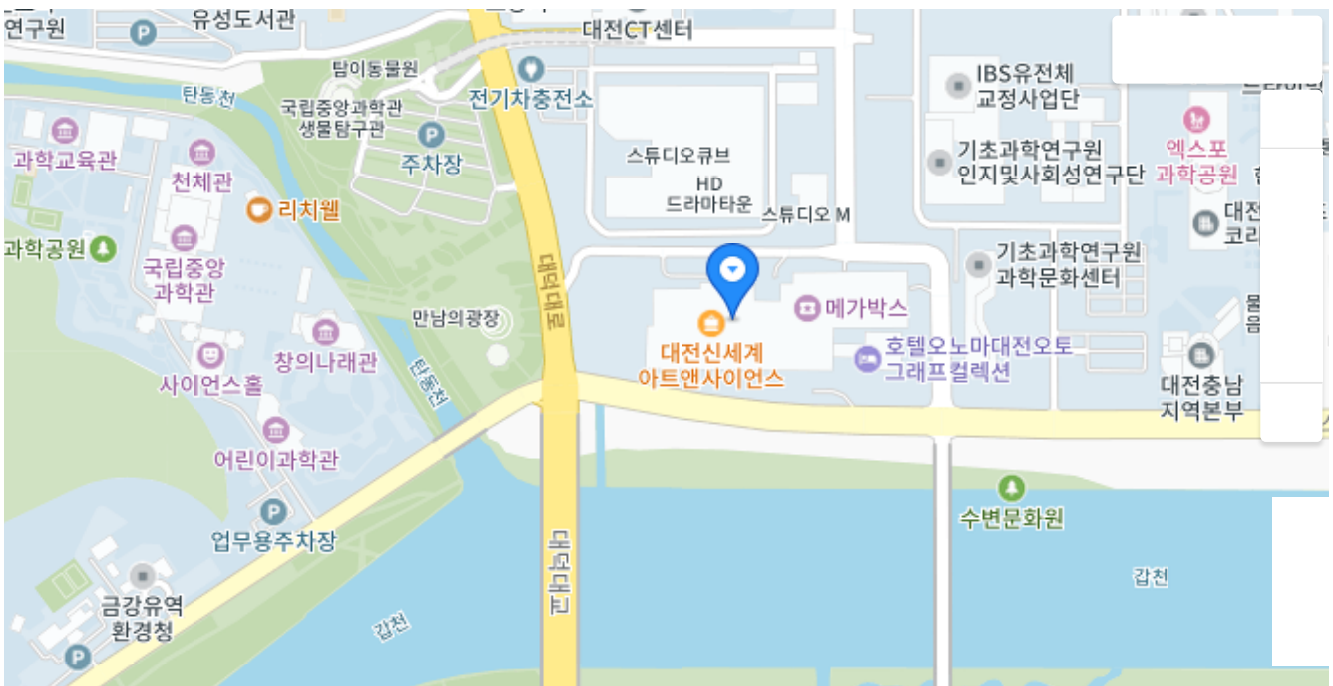 연구원
유성도서관
대전CT센터
탐이동물원
탄동천
국립중앙과학관
생물탐구관
전기차충전소
IBS유전체
교정사업단
과학교육관
천체관
주차장
스튜디오큐브
HD
드라마타운
스튜디오 M
기초과학연구원
인지및사회성연구단
엑스포
과학공원
리치웰
대전
코리
과학공원
국립중앙
과학관
대덕대로
기초과학연구원
과학문화센터
만남의광장
메가박스
창의나래관
사이언스홀
탄동천
대전신세계
아트앤사이언스
호텔오노마대전오토
그래프컬렉션
대전충남
지역본부
어린이과학관
수변문화원
업무용주차장
대덕대교
갑천
금강유역
환경청
갑천